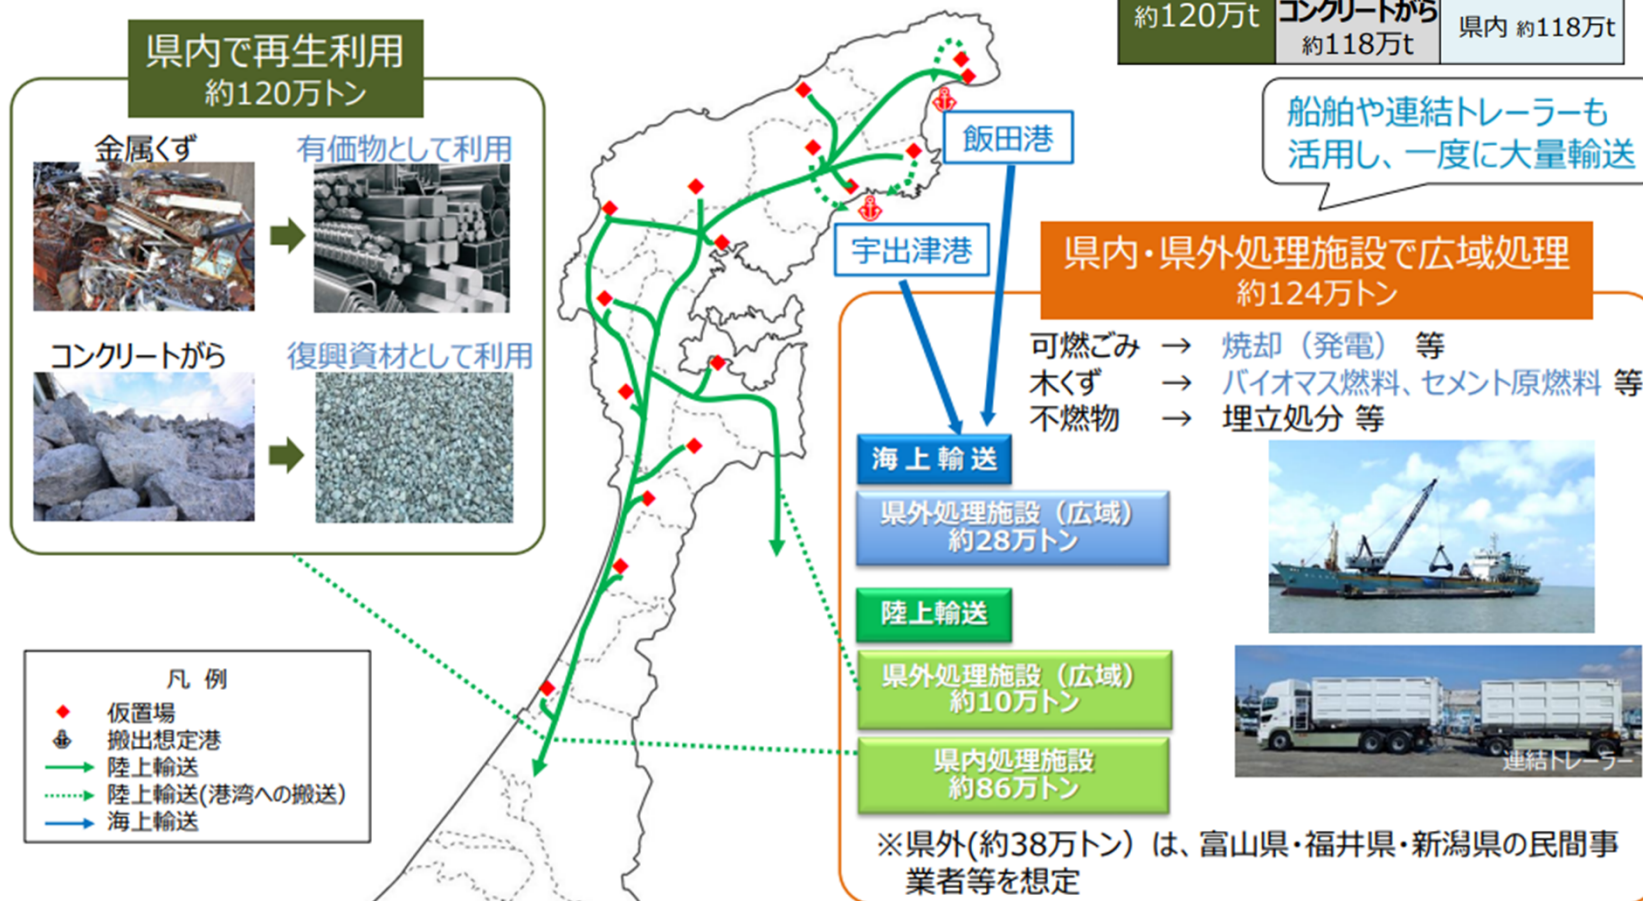 約120万t
コンクリートがら
約118万t
県内 約118万t
県内で再生利用
約120万トン
金属くず
有価物として利用
コンクリートがら
復興資材として利用
飯田港
宇出津港
船舶や連結トレーラーも
活用し、一度に大量輸送
県内・県外処理施設で広域処理
約124万トン
可燃ごみ → 焼却（発電） 等
木くず → バイオマス燃料、セメント原燃料 等
不燃物 → 埋立処分 等
海上輸送
県外処理施設（広域）
約28万トン
陸上輸送
県外処理施設（広域）
約10万トン
県内処理施設
約86万トン
連結トレーラー
※県外(約38万トン）は、富山県・福井県・新潟県の民間事
業者等を想定
凡 例
仮置場
搬出想定港
陸上輸送
陸上輸送(港湾への搬送)
海上輸送